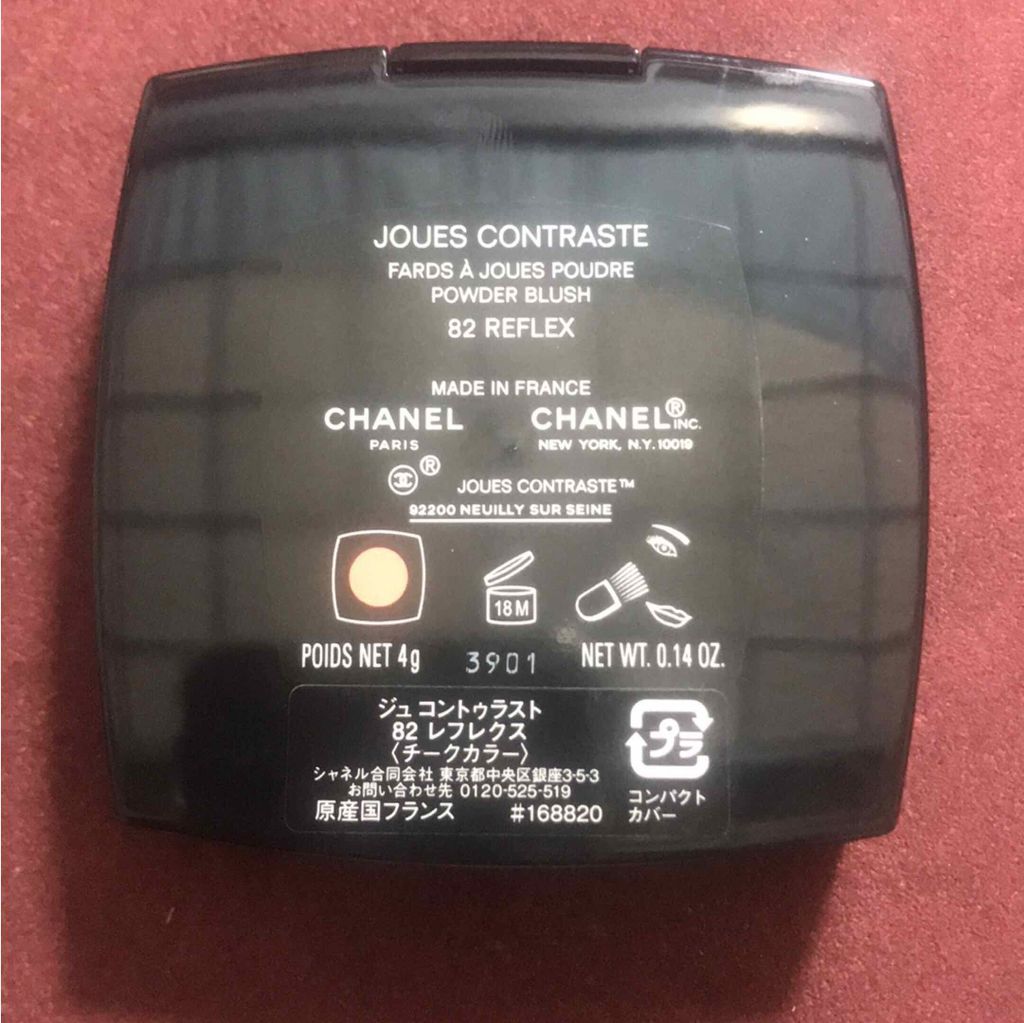 JOUES CONTRASTE
FARDS À JOUES POUDRE
POWDER BLUSH
82 REFLEX
MADE IN FRANCE
CHANEL CHANEL® INC.
PARIS NEW YORK, N.Y. 10019
® JOUES CONTRASTE™
92200 NEUILLY SUR SEINE
18 M
POIDS NET 4g 3901 NET WT. 0.14 OZ.
ジュ コントゥラスト
82 レフレクス
〈チークカラー〉
シャネル合同会社 東京都中央区銀座3-5-3
お問い合わせ先 0120-525-519
原産国フランス #168820
プラ
コンパクト
カバー